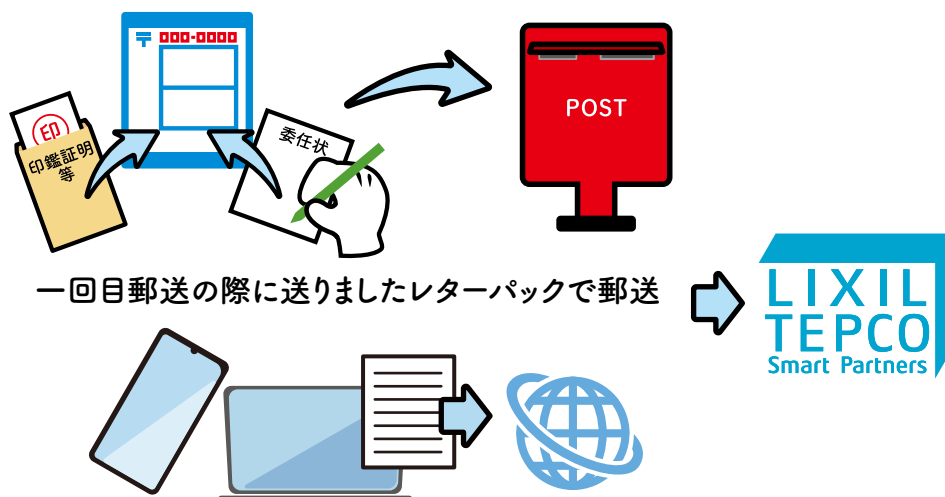 〒 000-0000
印
印鑑証明
等
委任状
POST
一回目郵送の際に送りましたレターパックで郵送
LIXIL
TEPCO
Smart Partners